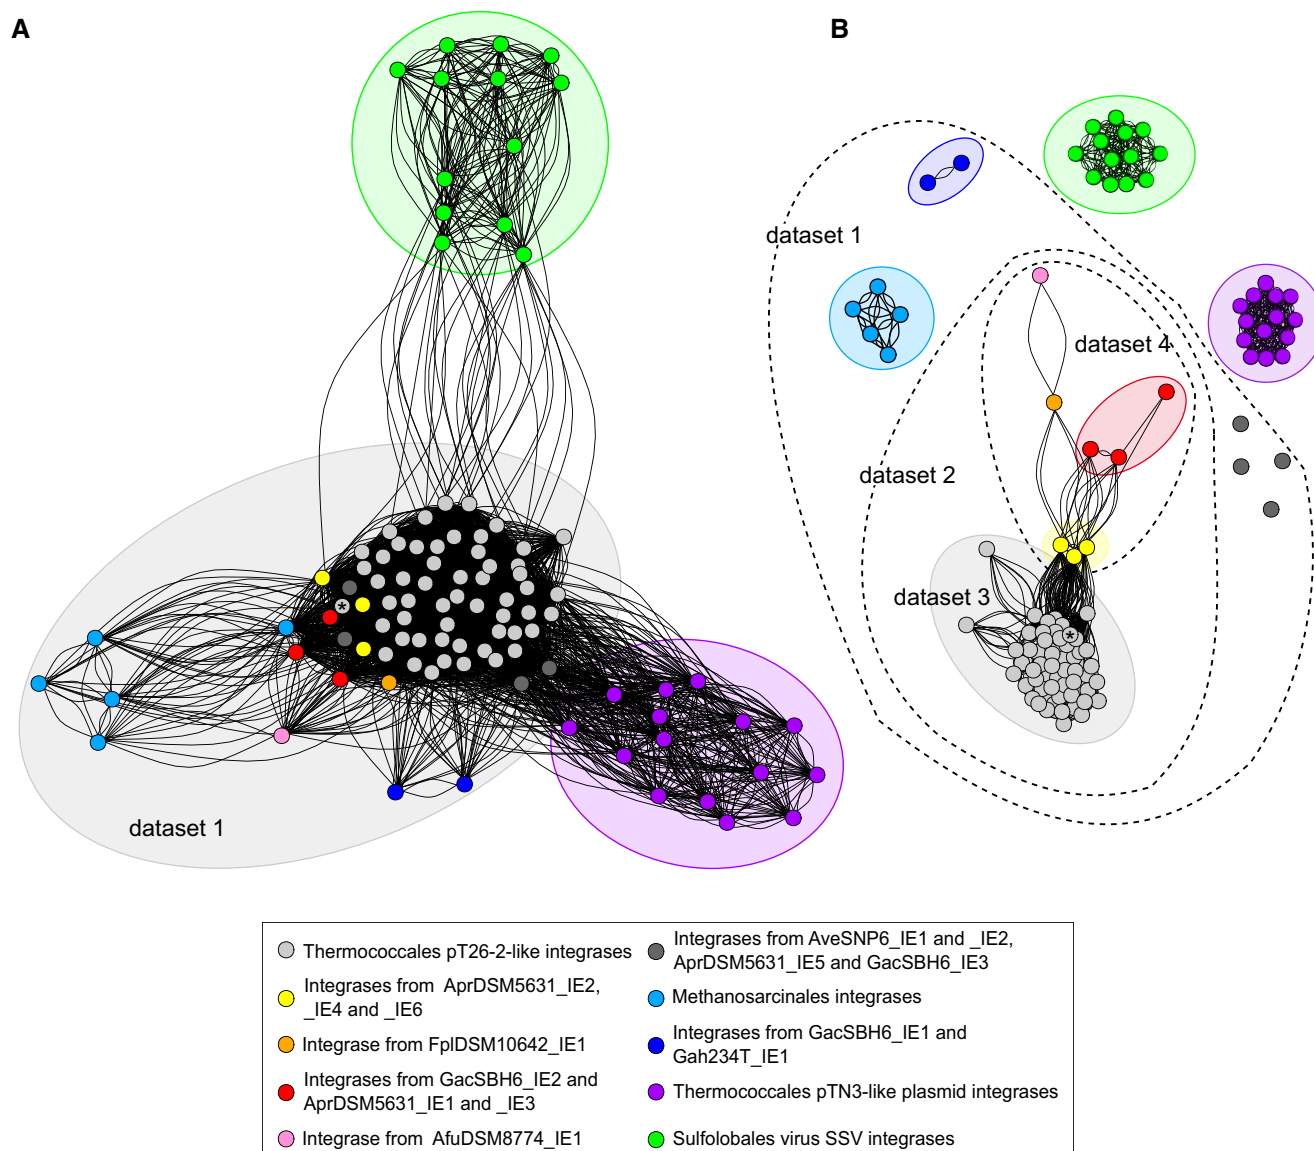 A
B
dataset 1
dataset 4
dataset 2
dataset 3
*
*
dataset 1
Thermococcales pT26-2-like integrases
Integrases from AprDSM5631_IE2,
_IE4 and _IE6
Integrase from FplDSM10642_IE1
Integrases from GacSBH6_IE2 and
AprDSM5631_IE1 and _IE3
Integrase from AfuDSM8774_IE1
Integrases from AveSNP6_IE1 and _IE2,
AprDSM5631_IE5 and GacSBH6_IE3
Methanosarcinales integrases
Integrases from GacSBH6_IE1 and
Gah234T_IE1
Thermococcales pTN3-like plasmid integrases
Sulfolobales virus SSV integrases